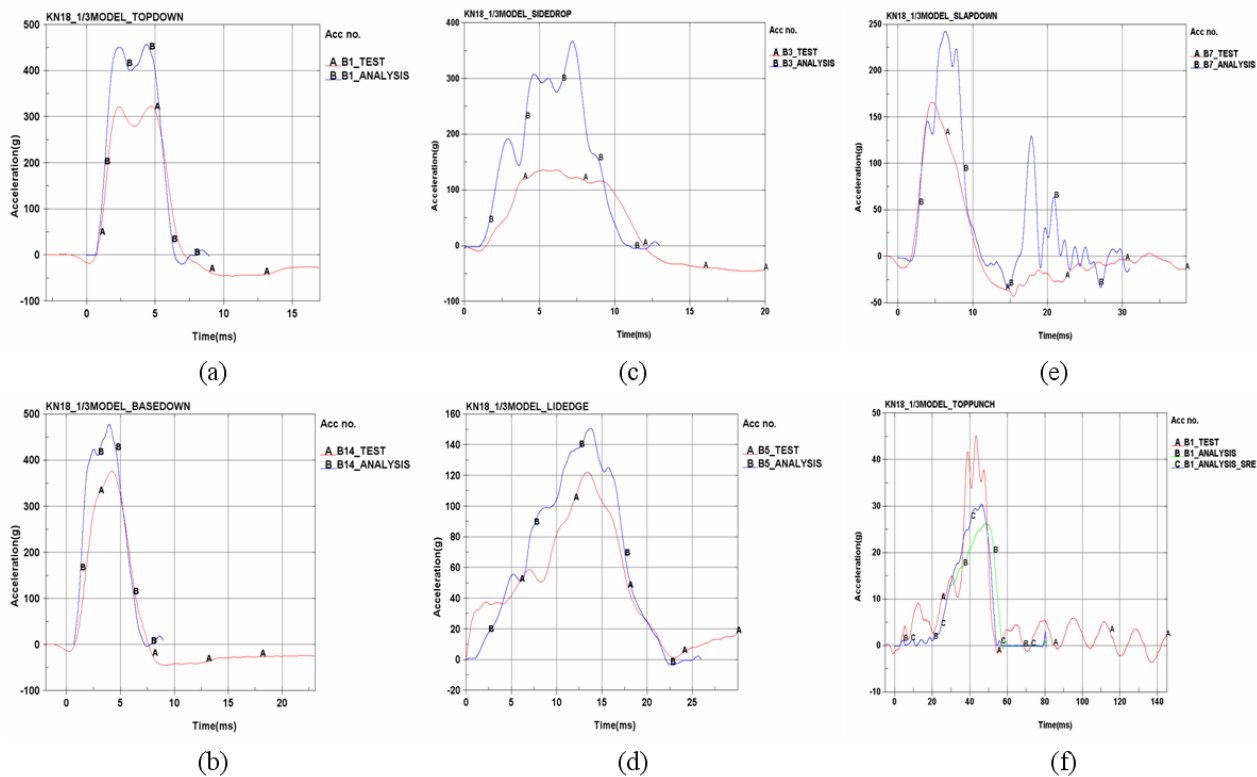 KN18_1/3MODEL_TOPDOWN
500
400
300
200
100
0
-100
Acceleration(g)
0
5
10
15
Time(ms)
Acc no.
A B1_TEST
B B1_ANALYSIS
(a)
KN18_1/3MODEL_SIDEDROP
400
300
200
100
0
-100
Acceleration(g)
0
5
10
15
20
Time(ms)
Acc no.
A B3_TEST
B B3_ANALYSIS
(c)
KN18_1/3MODEL_SLAPDOWN
250
200
150
100
50
0
-50
Acceleration(g)
0
10
20
30
Time(ms)
Acc no.
A B7_TEST
B B7_ANALYSIS
(e)
KN18_1/3MODEL_BASEDOWN
500
400
300
200
100
0
-100
Acceleration(g)
0
5
10
15
20
Time(ms)
Acc no.
A B14_TEST
B B14_ANALYSIS
(b)
KN18_1/3MODEL_LIDEDGE
160
140
120
100
80
60
40
20
0
-20
Acceleration(g)
0
5
10
15
20
25
30
Time(ms)
Acc no.
A B5_TEST
B B5_ANALYSIS
(d)
KN18_1/3MODEL_TOPPUNCH
50
40
30
20
10
0
-10
Acceleration(g)
0
20
40
60
80
100
120
140
Time(ms)
Acc no.
A B1_TEST
B B1_ANALYSIS
C B1_ANALYSIS_SRE
(f)